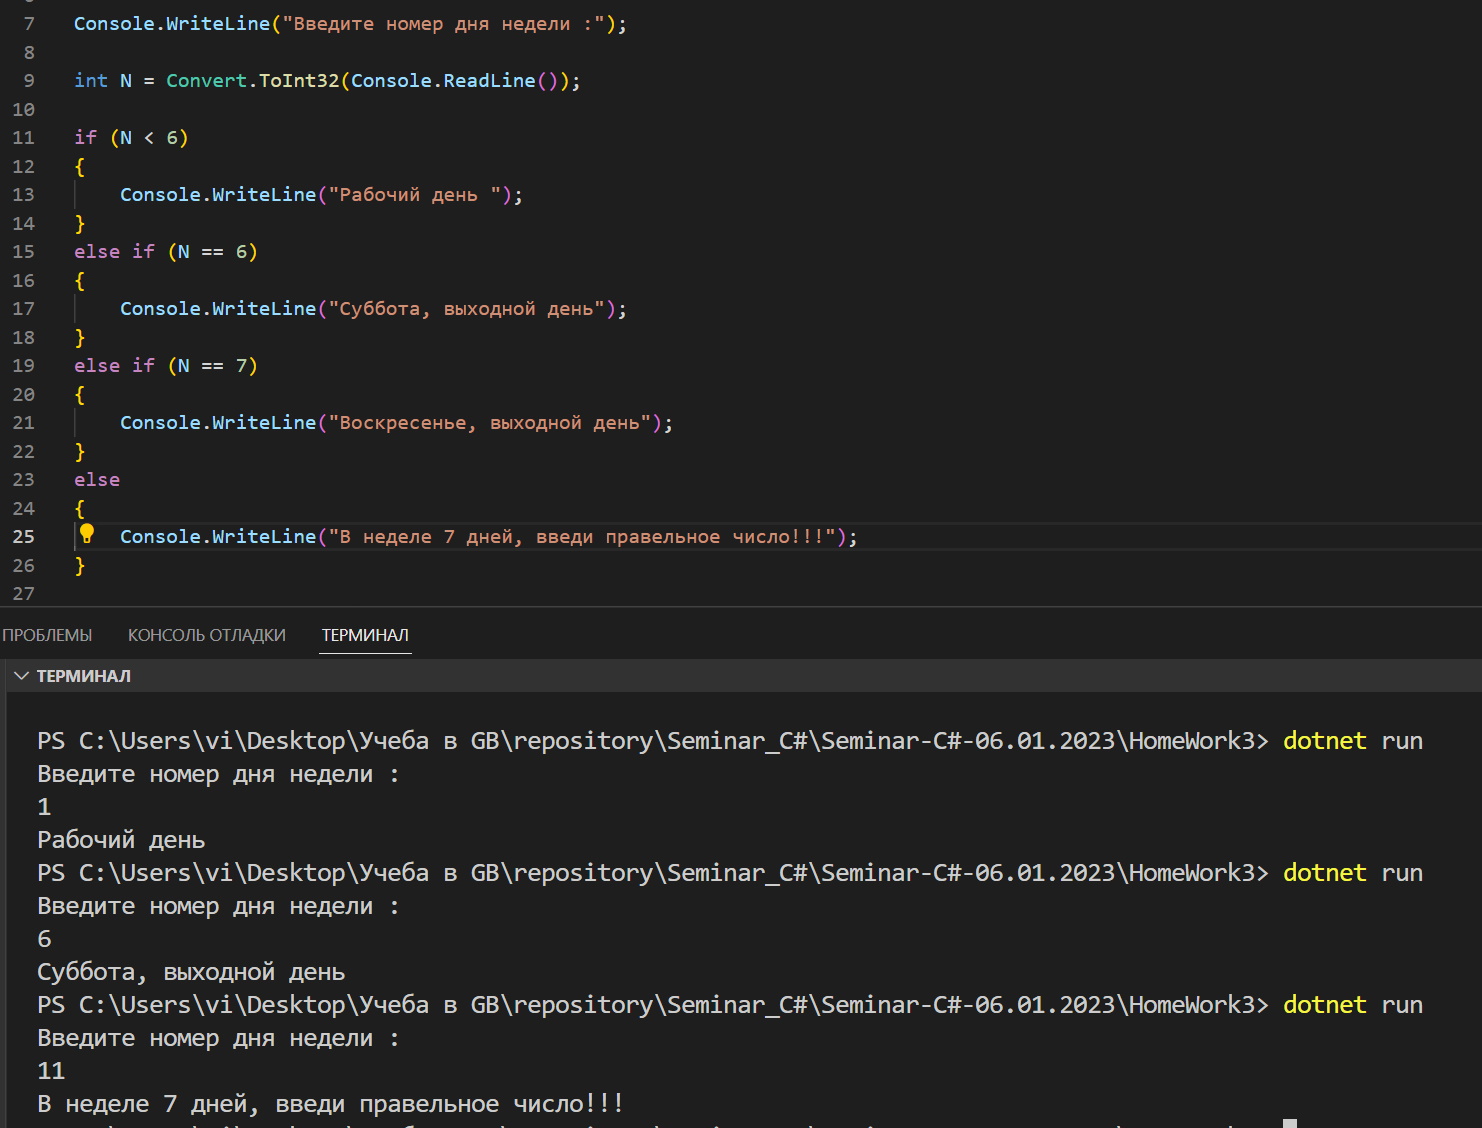 7 Console.WriteLine("Введите номер дня недели :");
8
9 int N = Convert.ToInt32(Console.ReadLine());
10
11 if (N < 6)
12 {
13 Console.WriteLine("Рабочий день ");
14 }
15 else if (N == 6)
16 {
17 Console.WriteLine("Суббота, выходной день");
18 }
19 else if (N == 7)
20 {
21 Console.WriteLine("Воскресенье, выходной день");
22 }
23 else
24 {
25 Console.WriteLine("В неделе 7 дней, введи правельное число!!!");
26 }
27
ПРОБЛЕМЫ КОНСОЛЬ ОТЛАДКИ ТЕРМИНАЛ
ТЕРМИНАЛ
PS C:\Users\vi\Desktop\Учеба в GB\repository\Seminar_C#\Seminar-C#-06.01.2023\HomeWork3> dotnet run
Введите номер дня недели :
1
Рабочий день
PS C:\Users\vi\Desktop\Учеба в GB\repository\Seminar_C#\Seminar-C#-06.01.2023\HomeWork3> dotnet run
Введите номер дня недели :
6
Суббота, выходной день
PS C:\Users\vi\Desktop\Учеба в GB\repository\Seminar_C#\Seminar-C#-06.01.2023\HomeWork3> dotnet run
Введите номер дня недели :
11
В неделе 7 дней, введи правельное число!!!